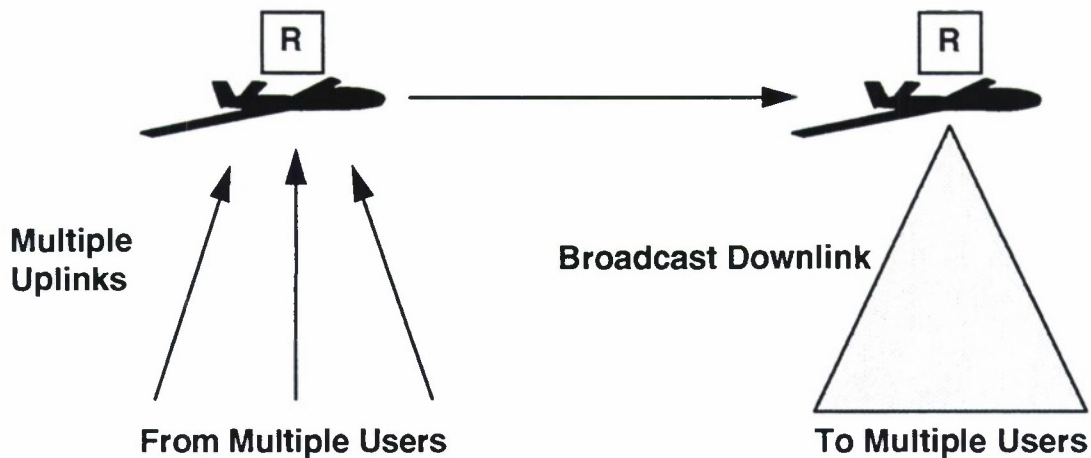 R
R
Multiple
Uplinks
Broadcast Downlink
From Multiple Users
To Multiple Users